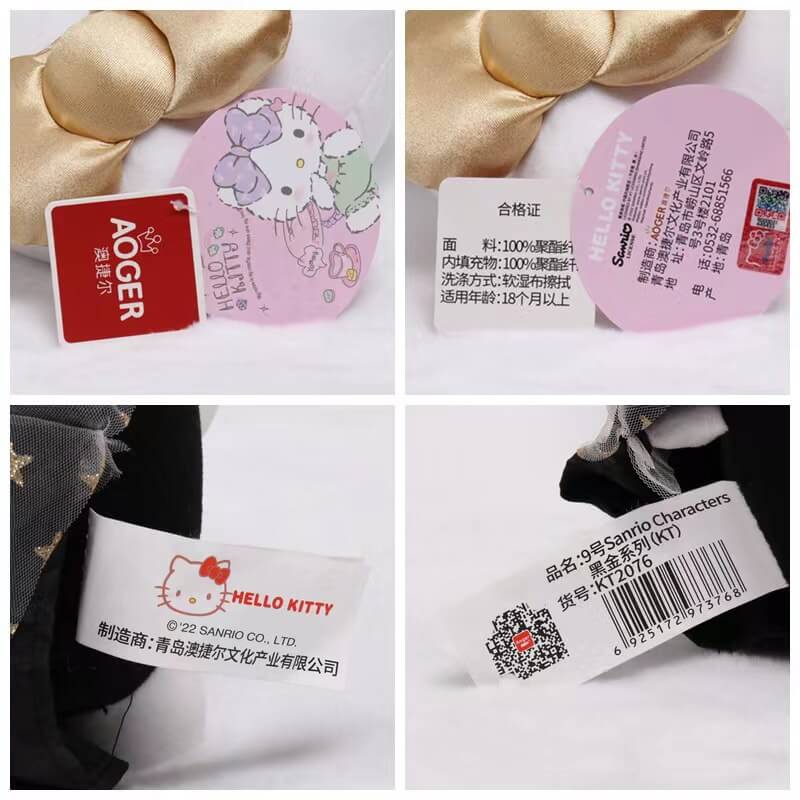 AOGER
澳捷尔
HELLO
KITTY
合格证
面 料:100%聚酯纤
内填充物:100%聚酯纤
洗涤方式:软湿布擦拭
适用年龄:18个月以上
HELLO KITTY
Sanrio
LICENSE
制造商:AOGER 澳捷尔
青岛澳捷尔文化产业有限公司
地 址:青岛市崂山区文岭路5
号3号楼2101
电 话:0532-68851566
产 地:青岛
HELLO KITTY
©'22 SANRIO CO., LTD.
制造商:青岛澳捷尔文化产业有限公司
品名:9号Sanrio Characters
黑金系列(KT)
货号:KT2076
6 925172 973768